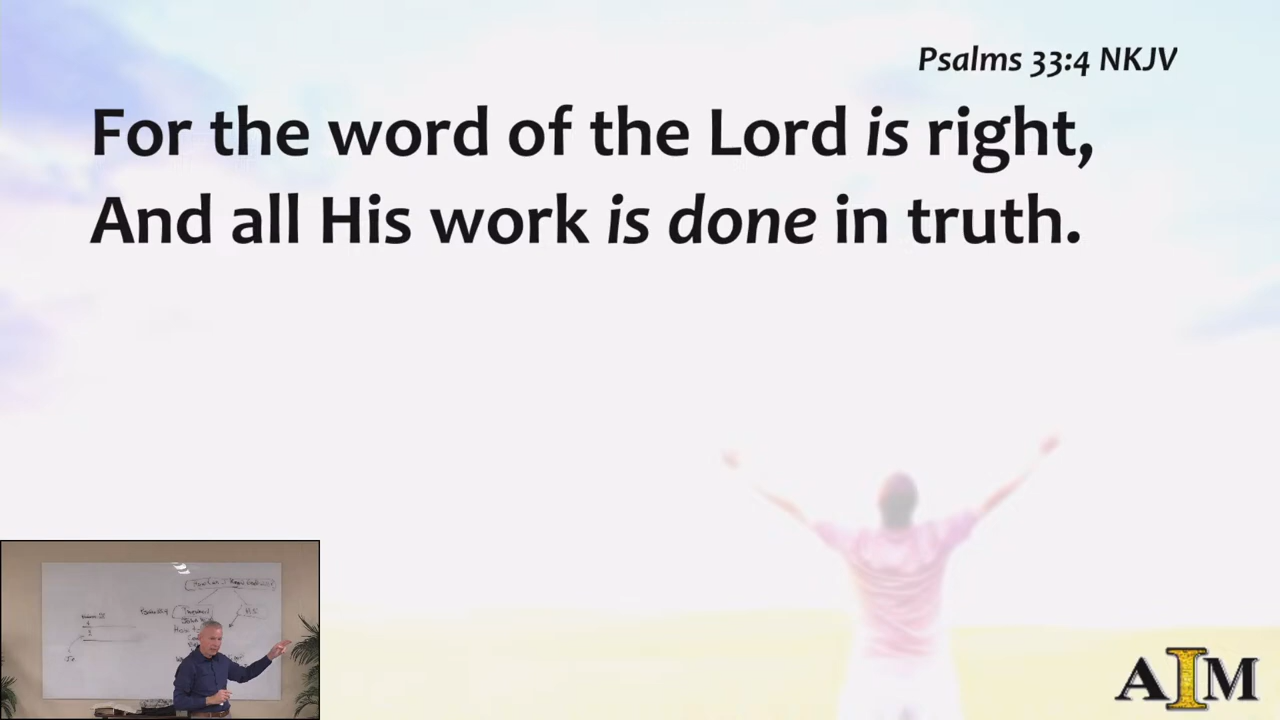 Psalms 33:4 NKJV
For the word of the Lord is right,
And all His work is done in truth.
AIM